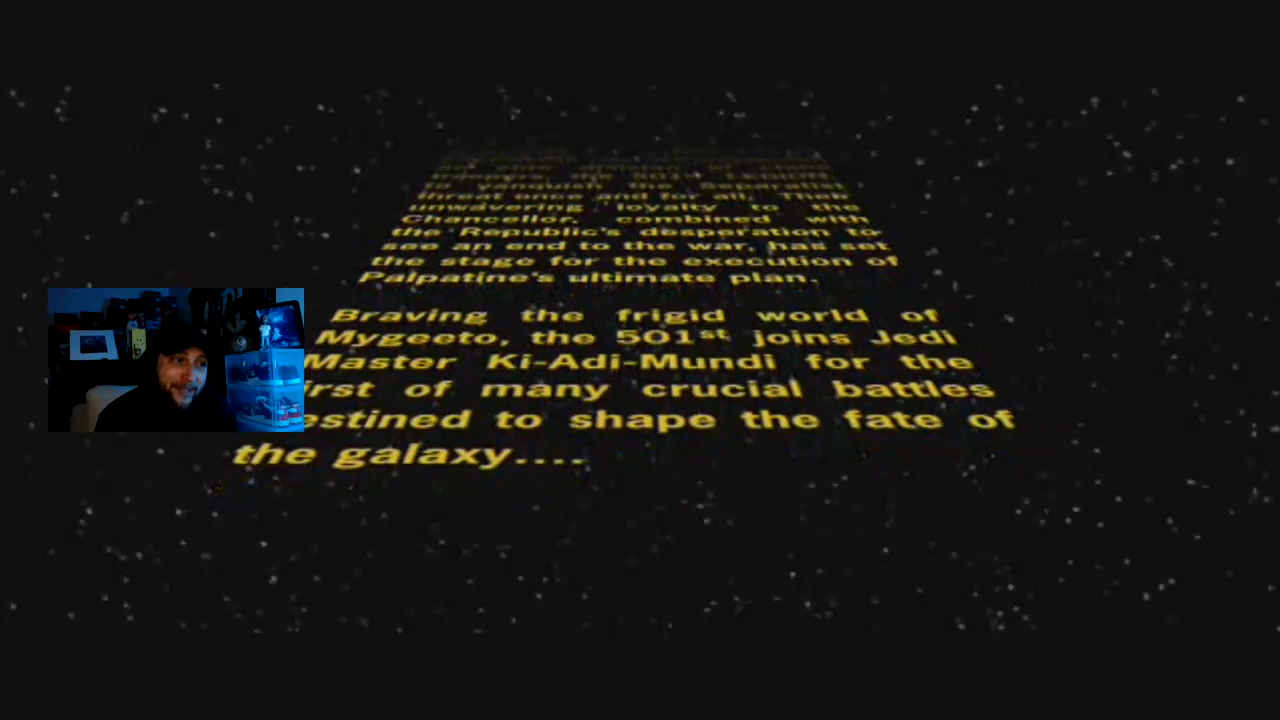 to vanquish the Separatist
threat once and for all. Their
unwavering loyalty to the
Chancellor, combined with
the Republic's desperation to
see an end to the war, has set
the stage for the execution of
Palpatine's ultimate plan.
Braving the frigid world of
Mygeeto, the 501st joins Jedi
Master Ki-Adi-Mundi for the
irst of many crucial battles
estined to shape the fate of
the galaxy....